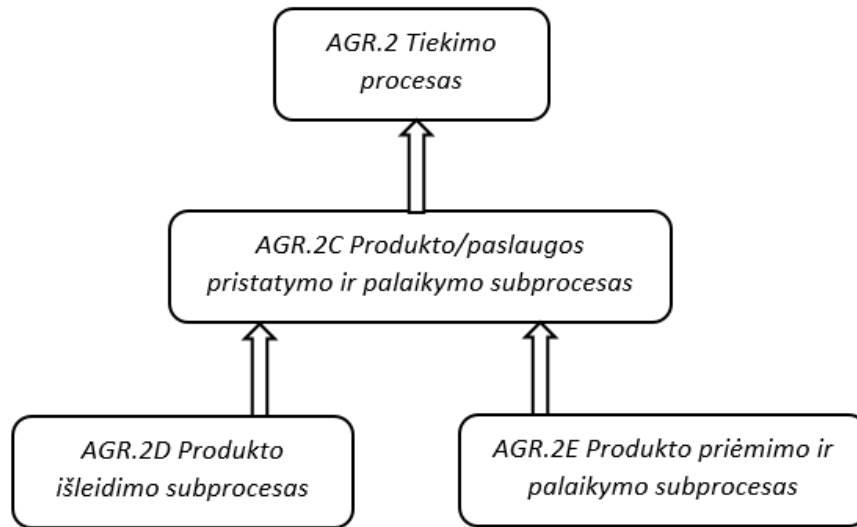 AGR.2 Tiekimo
procesas
AGR.2C Produkto/paslaugos
pristatymo ir palaikymo subprocesas
AGR.2D Produkto
išleidimo subprocesas
AGR.2E Produkto priėmimo ir
palaikymo subprocesas